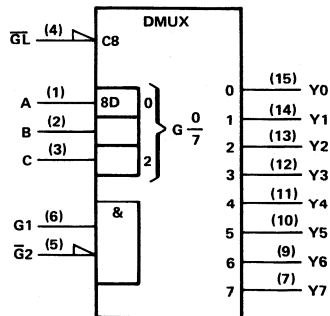 DMUX
G̅L̅ (4) C8
0 (15) Y0
A (1) 8D 0
1 (14) Y1
B (2) G 0/7
2 (13) Y2
C (3) 2
3 (12) Y3
4 (11) Y4
G1 (6) &
5 (10) Y5
G̅2 (5)
6 (9) Y6
7 (7) Y7